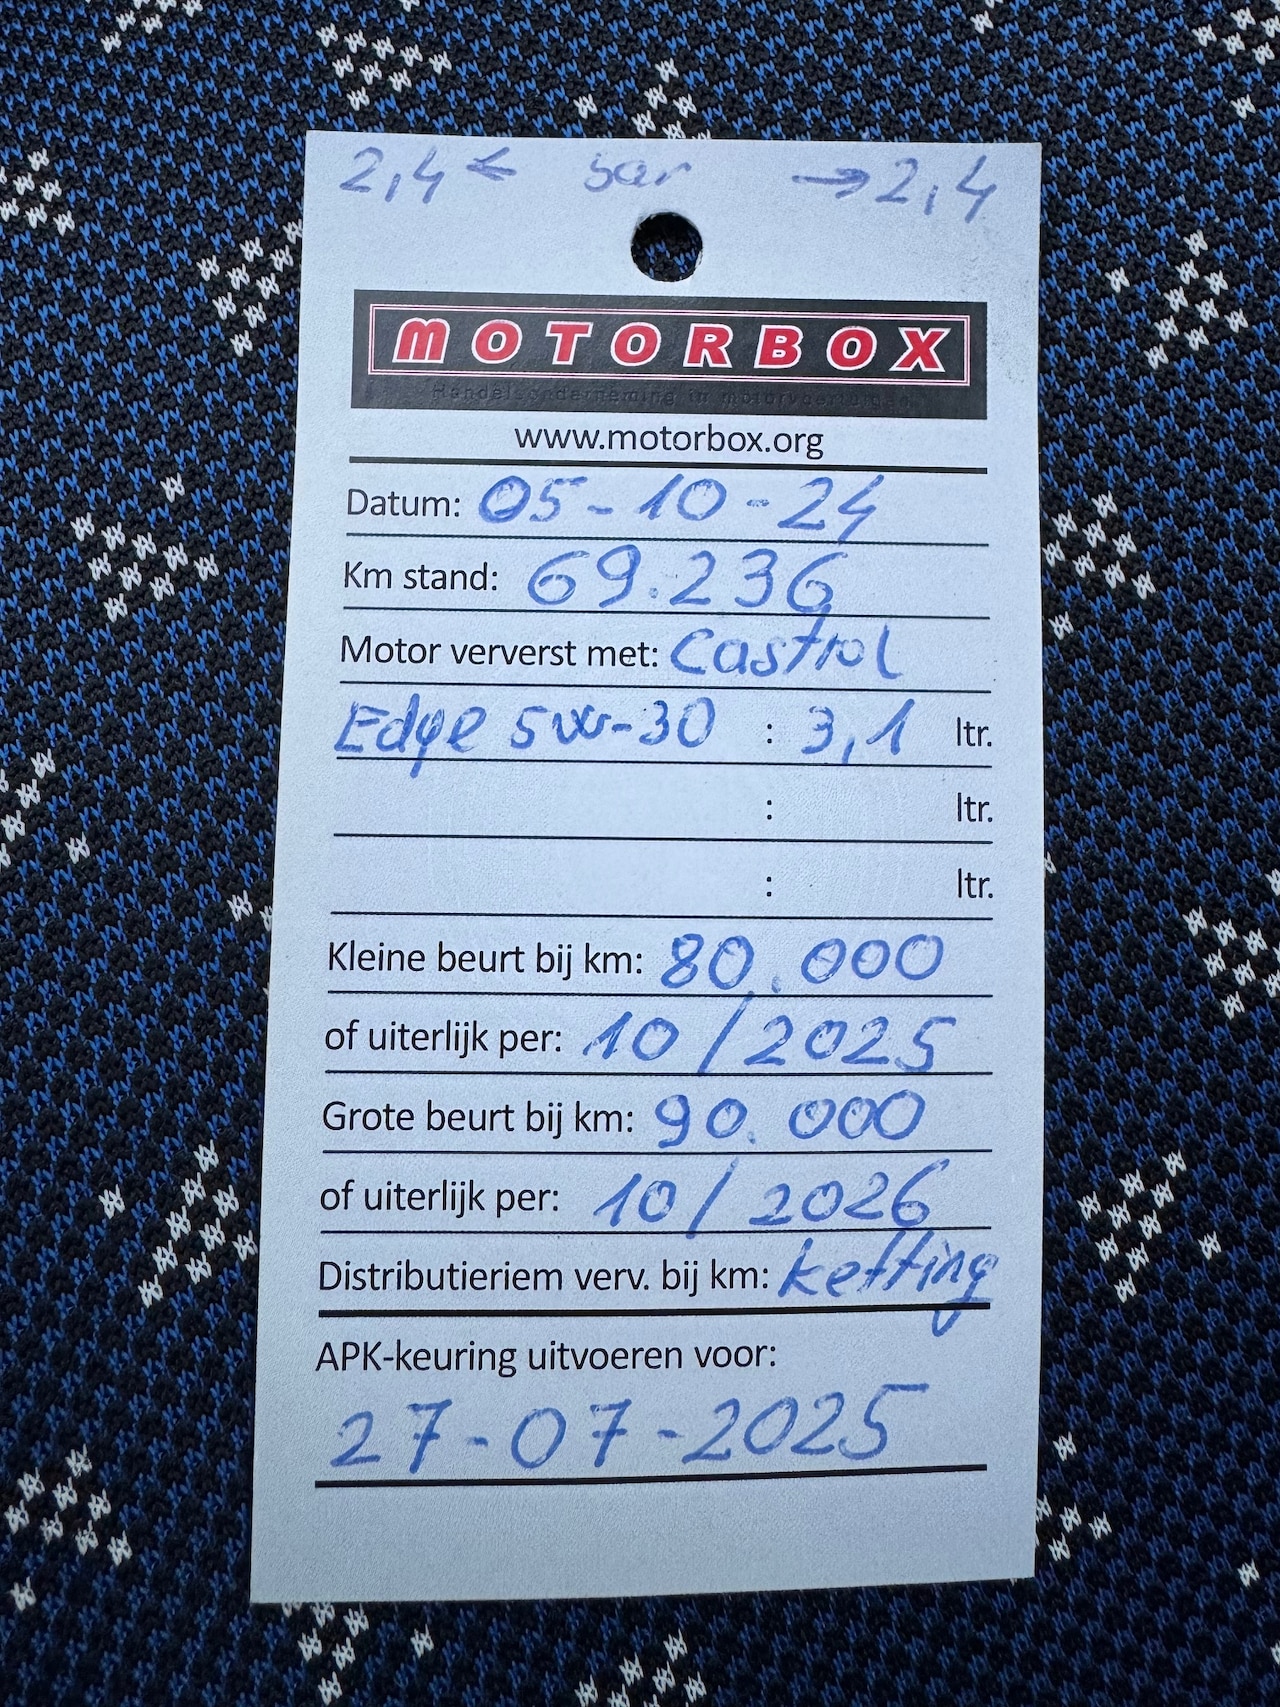 2,4 ← bar → 2,4
MOTORBOX
Handelsonderneming in motorvoertuigen
www.motorbox.org
Datum: 05-10-24
Km stand: 69.236
Motor ververst met: Castrol
Edge 5w-30 : 3,1 ltr.
: ltr.
: ltr.
Kleine beurt bij km: 80.000
of uiterlijk per: 10/2025
Grote beurt bij km: 90.000
of uiterlijk per: 10/2026
Distributieriem verv. bij km: ketting
APK-keuring uitvoeren voor:
27-07-2025